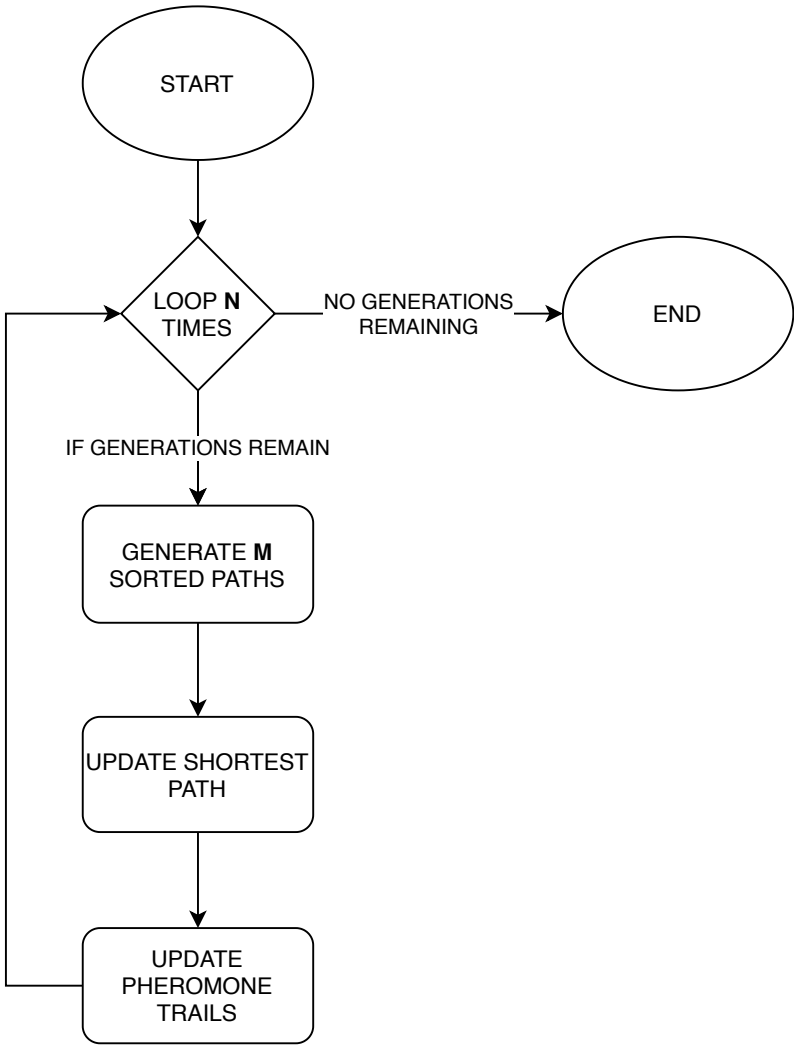 START
LOOP N
TIMES
NO GENERATIONS
REMAINING
END
IF GENERATIONS REMAIN
GENERATE M
SORTED PATHS
UPDATE SHORTEST
PATH
UPDATE
PHEROMONE
TRAILS